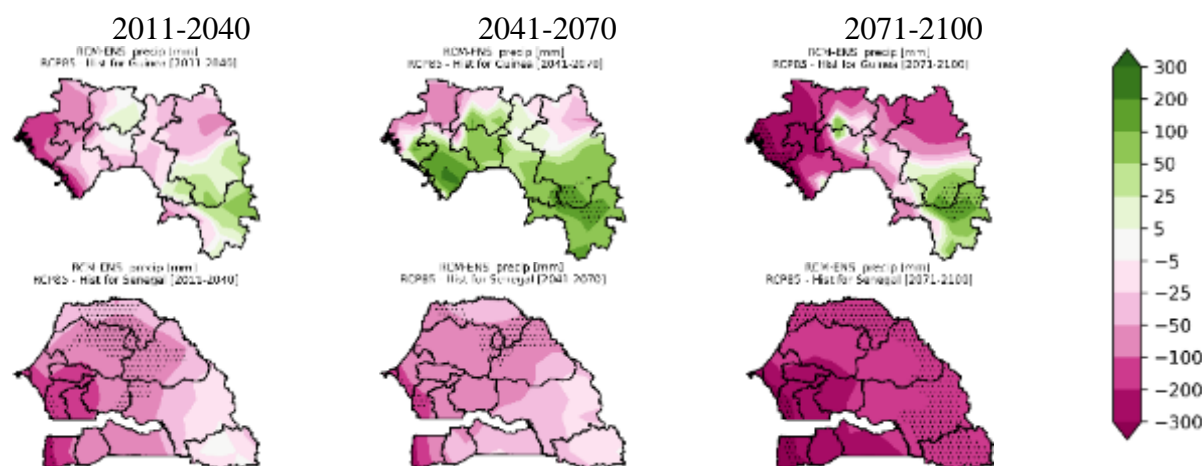 2011-2040
2041-2070
2071-2100
RCM-ENS precip [mm]
RCP85 - Hist for Guinea [2011-2040]
RCM-ENS precip [mm]
RCP85 - Hist for Guinea [2041-2070]
RCM-ENS precip [mm]
RCP85 - Hist for Guinea [2071-2100]
RCM-ENS precip [mm]
RCP85 - Hist for Senegal [2011-2040]
RCM-ENS precip [mm]
RCP85 - Hist for Senegal [2041-2070]
RCM-ENS precip [mm]
RCP85 - Hist for Senegal [2071-2100]
300
200
100
50
25
5
−5
−25
−50
−100
−200
−300